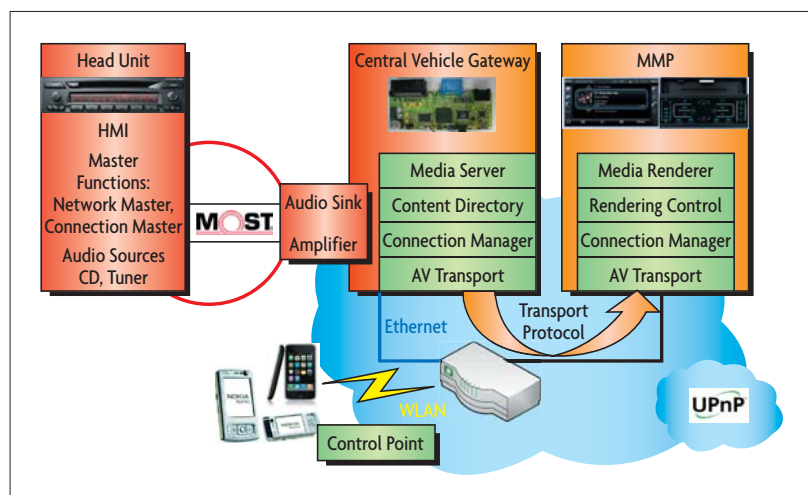 Head Unit
HMI
Master
Functions:
Network Master,
Connection Master
Audio Sources
CD, Tuner
MOST
Audio Sink
Amplifier
Central Vehicle Gateway
Media Server
Content Directory
Connection Manager
AV Transport
MMP
Media Renderer
Rendering Control
Connection Manager
AV Transport
Ethernet
Transport
Protocol
WLAN
NOKIA
NOKIA
Control Point
UPnP